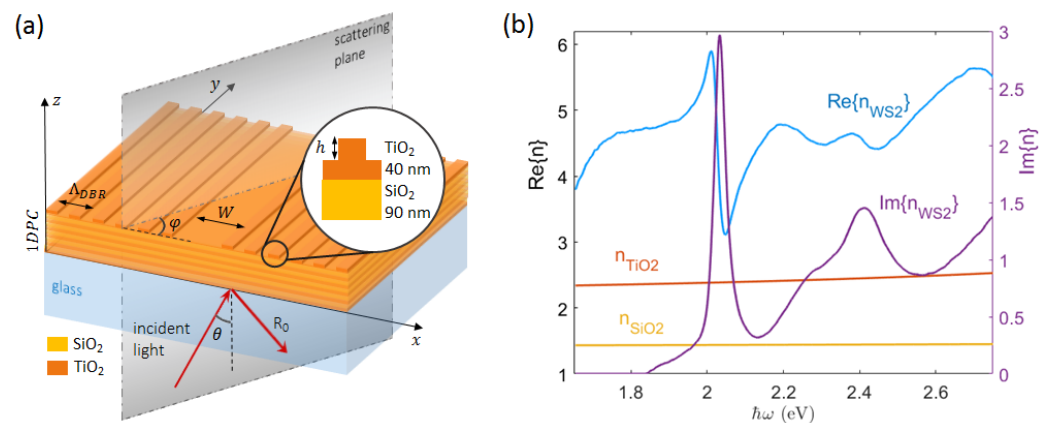 (a)
scattering
plane
z
y
h
TiO₂
40 nm
SiO₂
90 nm
Λ_DBR
W
φ
1DPC
glass
incident
light
θ
R₀
x
SiO₂
TiO₂
(b)
Re{n}
6
5
4
3
2
1
Re{n_WS2}
Im{n_WS2}
n_TiO2
n_SiO2
3
2.5
2
1.5
1
0.5
0
Im{n}
1.8
2
2.2
2.4
2.6
ħω (eV)